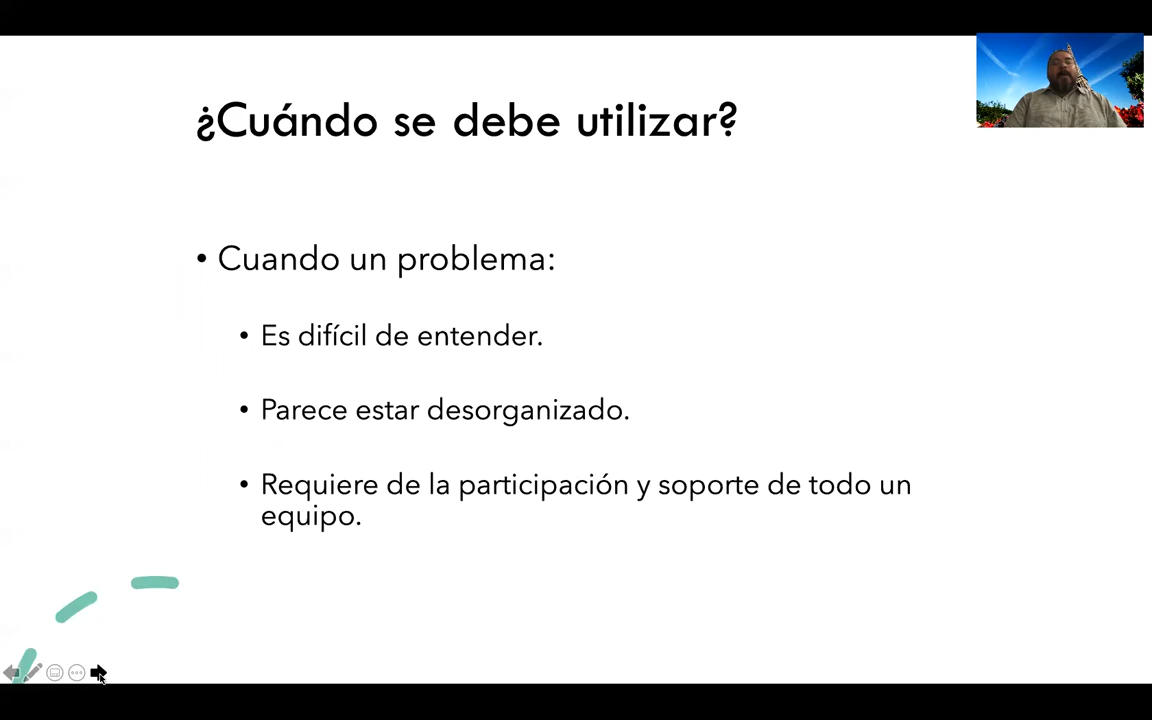 ¿Cuándo se debe utilizar?
• Cuando un problema:
• Es difícil de entender.
• Parece estar desorganizado.
• Requiere de la participación y soporte de todo un
equipo.